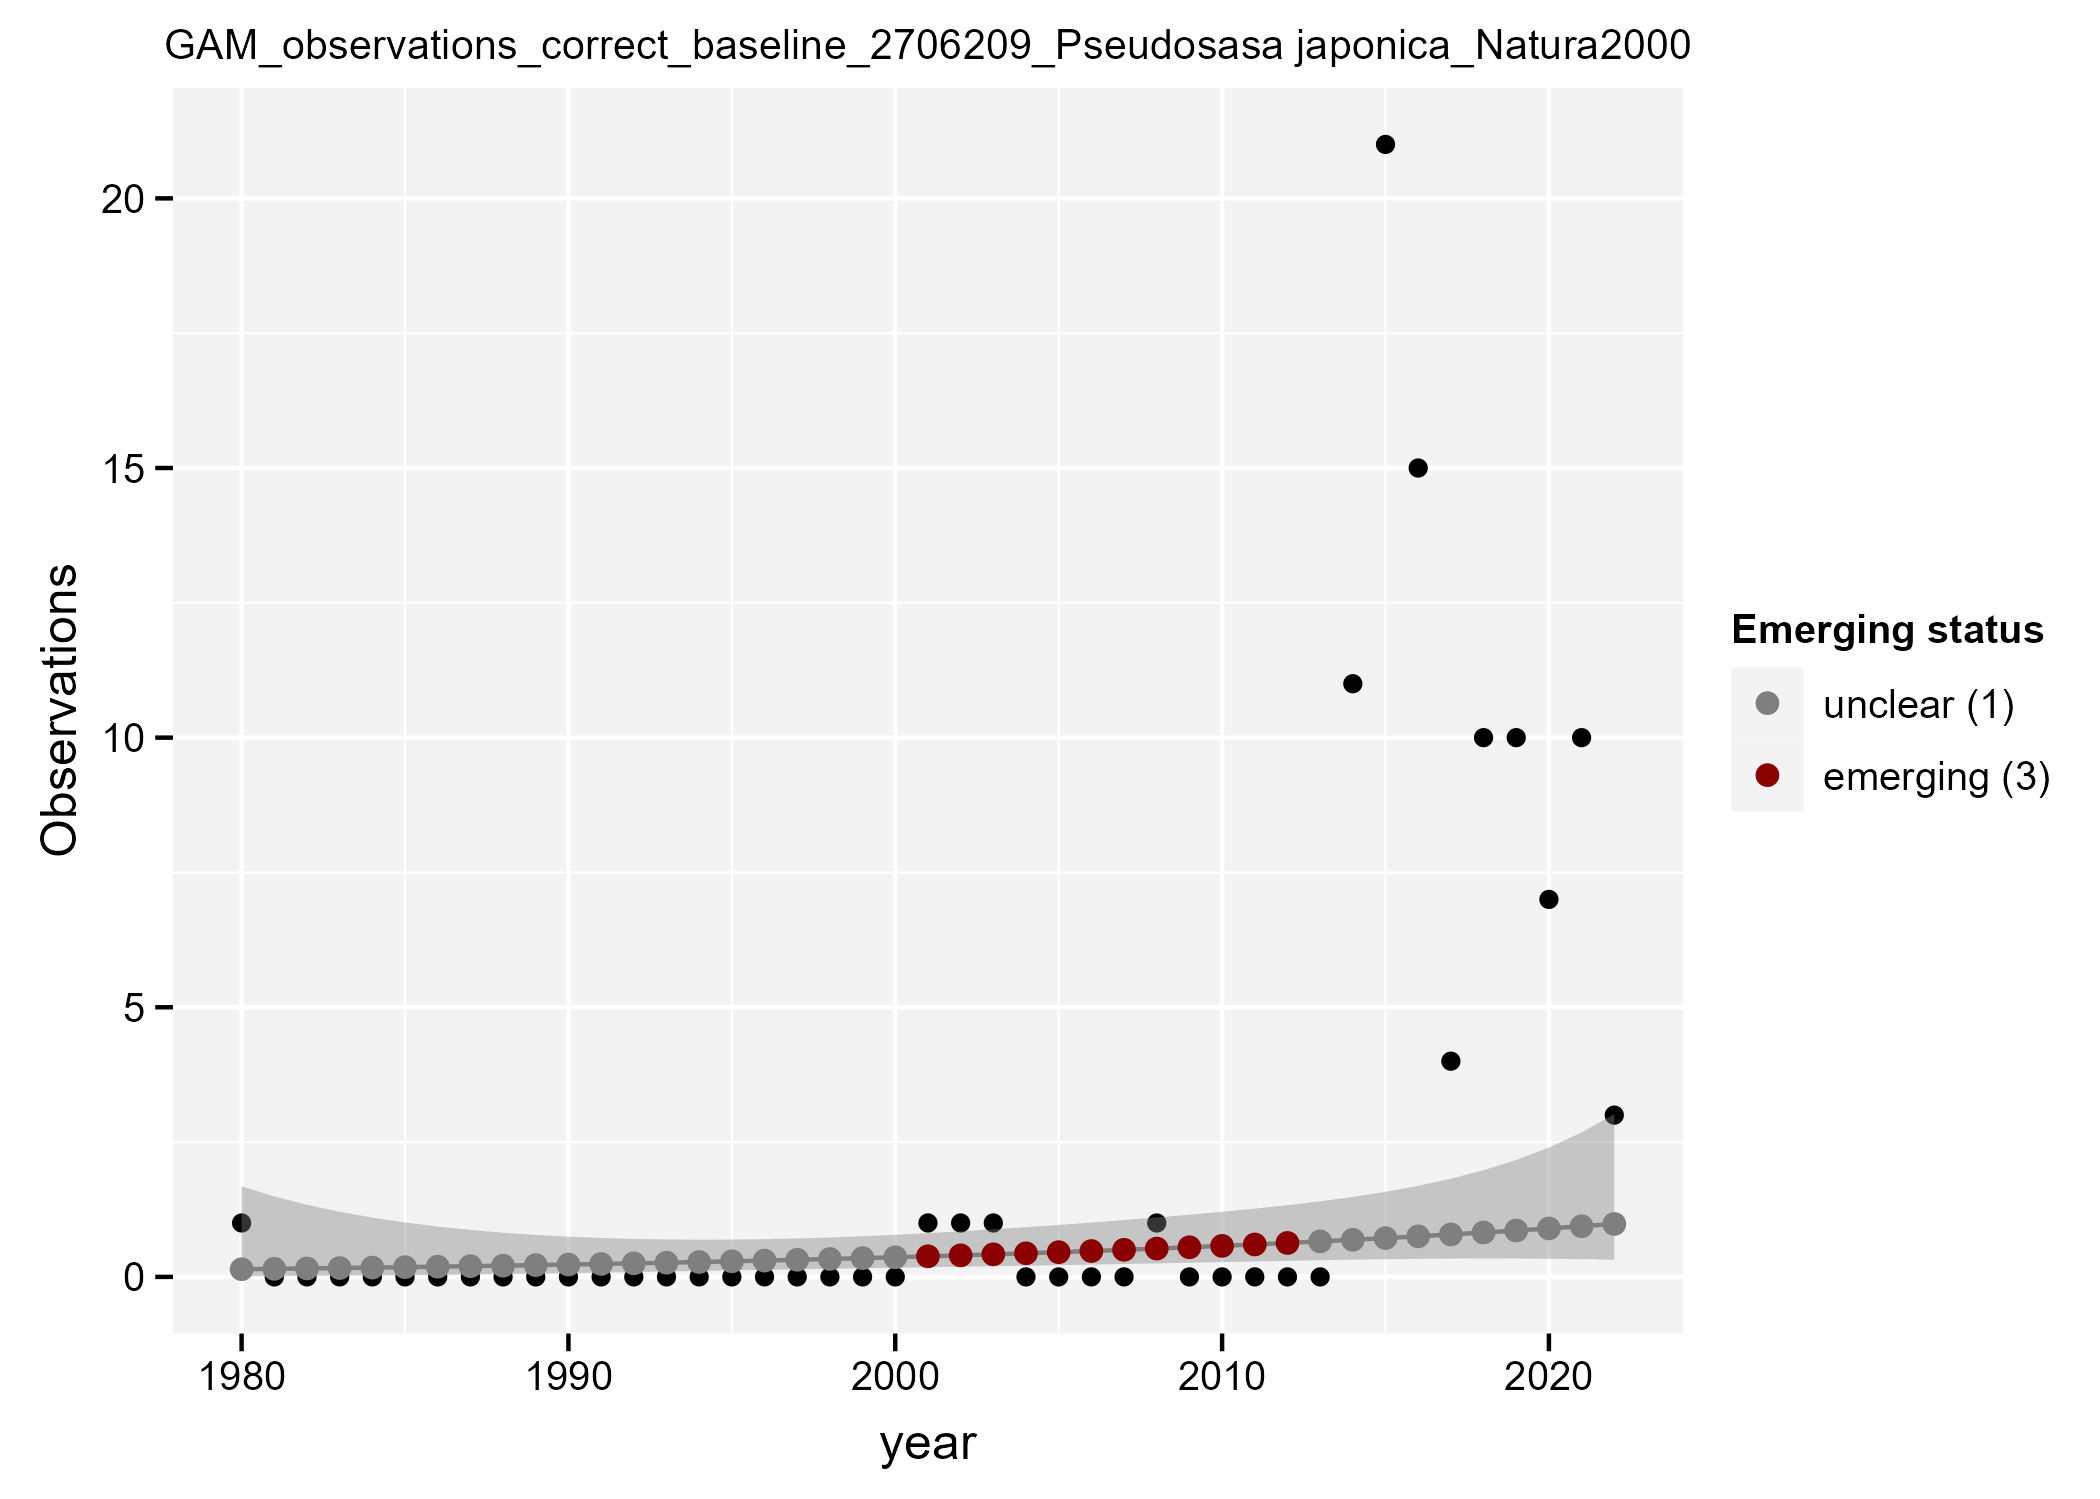 GAM_observations_correct_baseline_2706209_Pseudosasa japonica_Natura2000
Observations
20
15
10
5
0
1980
1990
2000
2010
2020
year
Emerging status
unclear (1)
emerging (3)